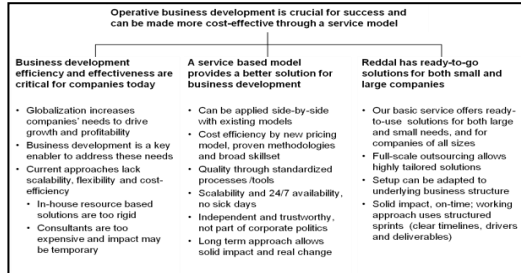 Operative business development is crucial for success and
can be made more cost-effective through a service model
Business development
efficiency and effectiveness are
critical for companies today
• Globalization increases
companies' needs to drive
growth and profitability
• Business development is a key
enabler to address these needs
• Current approaches lack
scalability, flexibility and cost-
efficiency
• In-house resource based
solutions are too rigid
• Consultants are too
expensive and impact may
be temporary
A service based model
provides a better solution for
business development
• Can be applied side-by-side
with existing models
• Cost efficiency by new pricing
model, proven methodologies
and broad skillset
• Quality through standardized
processes /tools
• Scalability and 24/7 availability,
no sick days
• Independent and trustworthy,
not part of corporate politics
• Long term approach allows
solid impact and real change
Reddal has ready-to-go
solutions for both small and
large companies
• Our basic service offers ready-
to-use solutions for both large
and small needs, and for
companies of all sizes
• Full-scale outsourcing allows
highly tailored solutions
• Setup can be adapted to
underlying business structure
• Solid impact, on-time; working
approach uses structured
sprints (clear timelines, drivers
and deliverables)